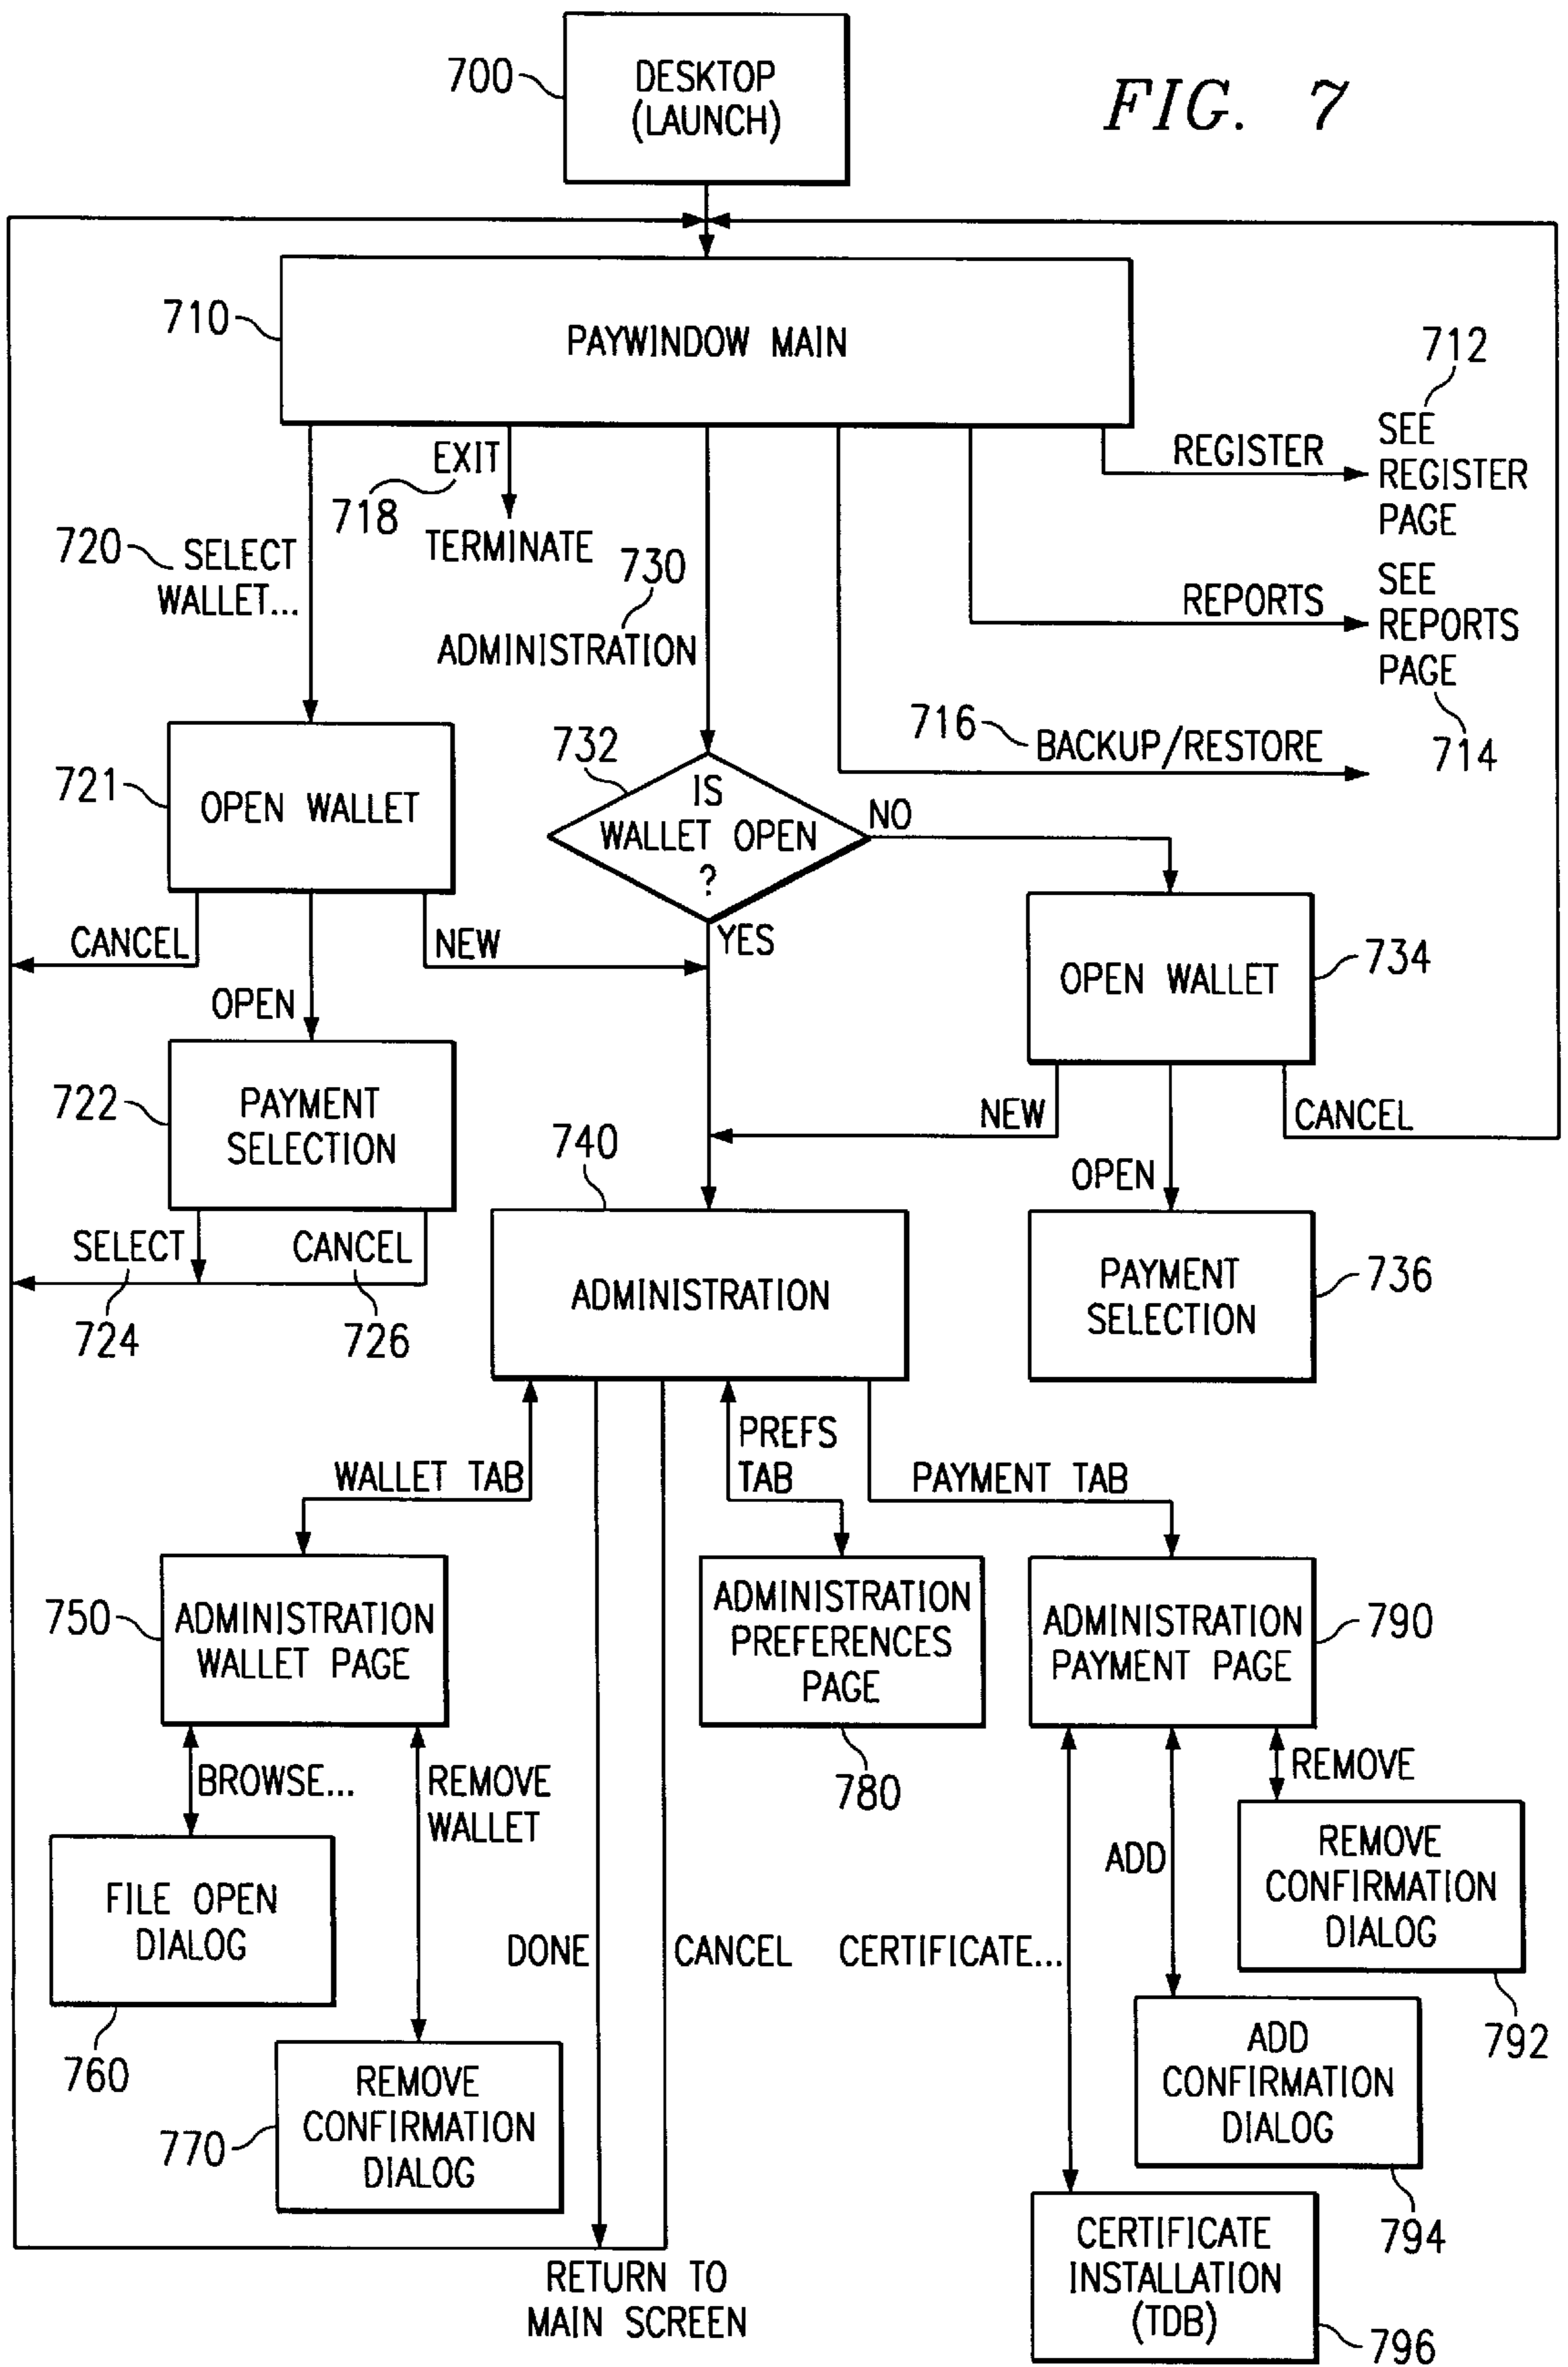 FIG. 7
700
DESKTOP
(LAUNCH)
710
PAYWINDOW MAIN
712
SEE
REGISTER
PAGE
REGISTER
EXIT
718
TERMINATE
720
SELECT
WALLET...
730
ADMINISTRATION
REPORTS
SEE
REPORTS
PAGE
714
716
BACKUP/RESTORE
721
OPEN WALLET
732
IS
WALLET OPEN
?
NO
YES
CANCEL
NEW
OPEN
734
OPEN WALLET
722
PAYMENT
SELECTION
NEW
CANCEL
OPEN
740
ADMINISTRATION
SELECT
CANCEL
724
726
736
PAYMENT
SELECTION
WALLET TAB
PREFS
TAB
PAYMENT TAB
750
ADMINISTRATION
WALLET PAGE
ADMINISTRATION
PREFERENCES
PAGE
780
790
ADMINISTRATION
PAYMENT PAGE
BROWSE...
REMOVE
WALLET
REMOVE
ADD
CERTIFICATE...
FILE OPEN
DIALOG
760
DONE
CANCEL
REMOVE
CONFIRMATION
DIALOG
792
770
REMOVE
CONFIRMATION
DIALOG
ADD
CONFIRMATION
DIALOG
794
RETURN TO
MAIN SCREEN
CERTIFICATE
INSTALLATION
(TDB)
796